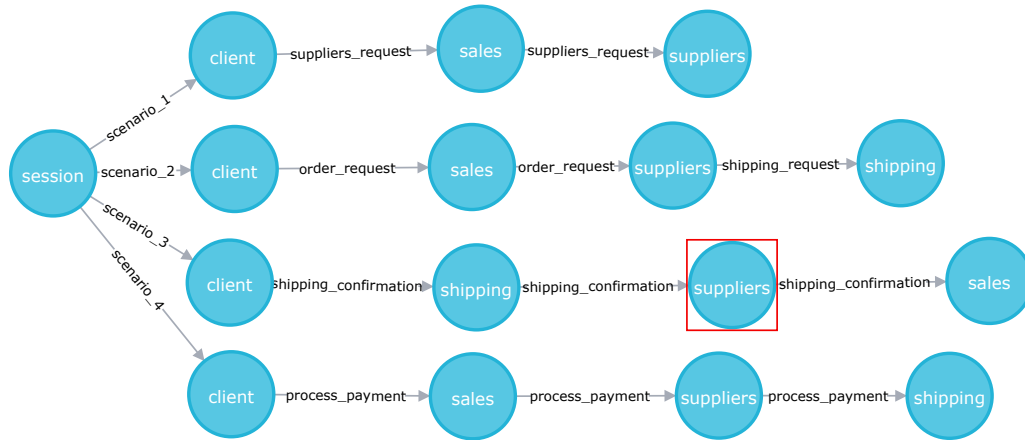 client suppliers_request sales suppliers_request suppliers
scenario_1
session scenario_2 client order_request sales order_request suppliers shipping_request shipping
scenario_3
client shipping_confirmation shipping shipping_confirmation suppliers shipping_confirmation sales
scenario_4
client process_payment sales process_payment suppliers process_payment shipping